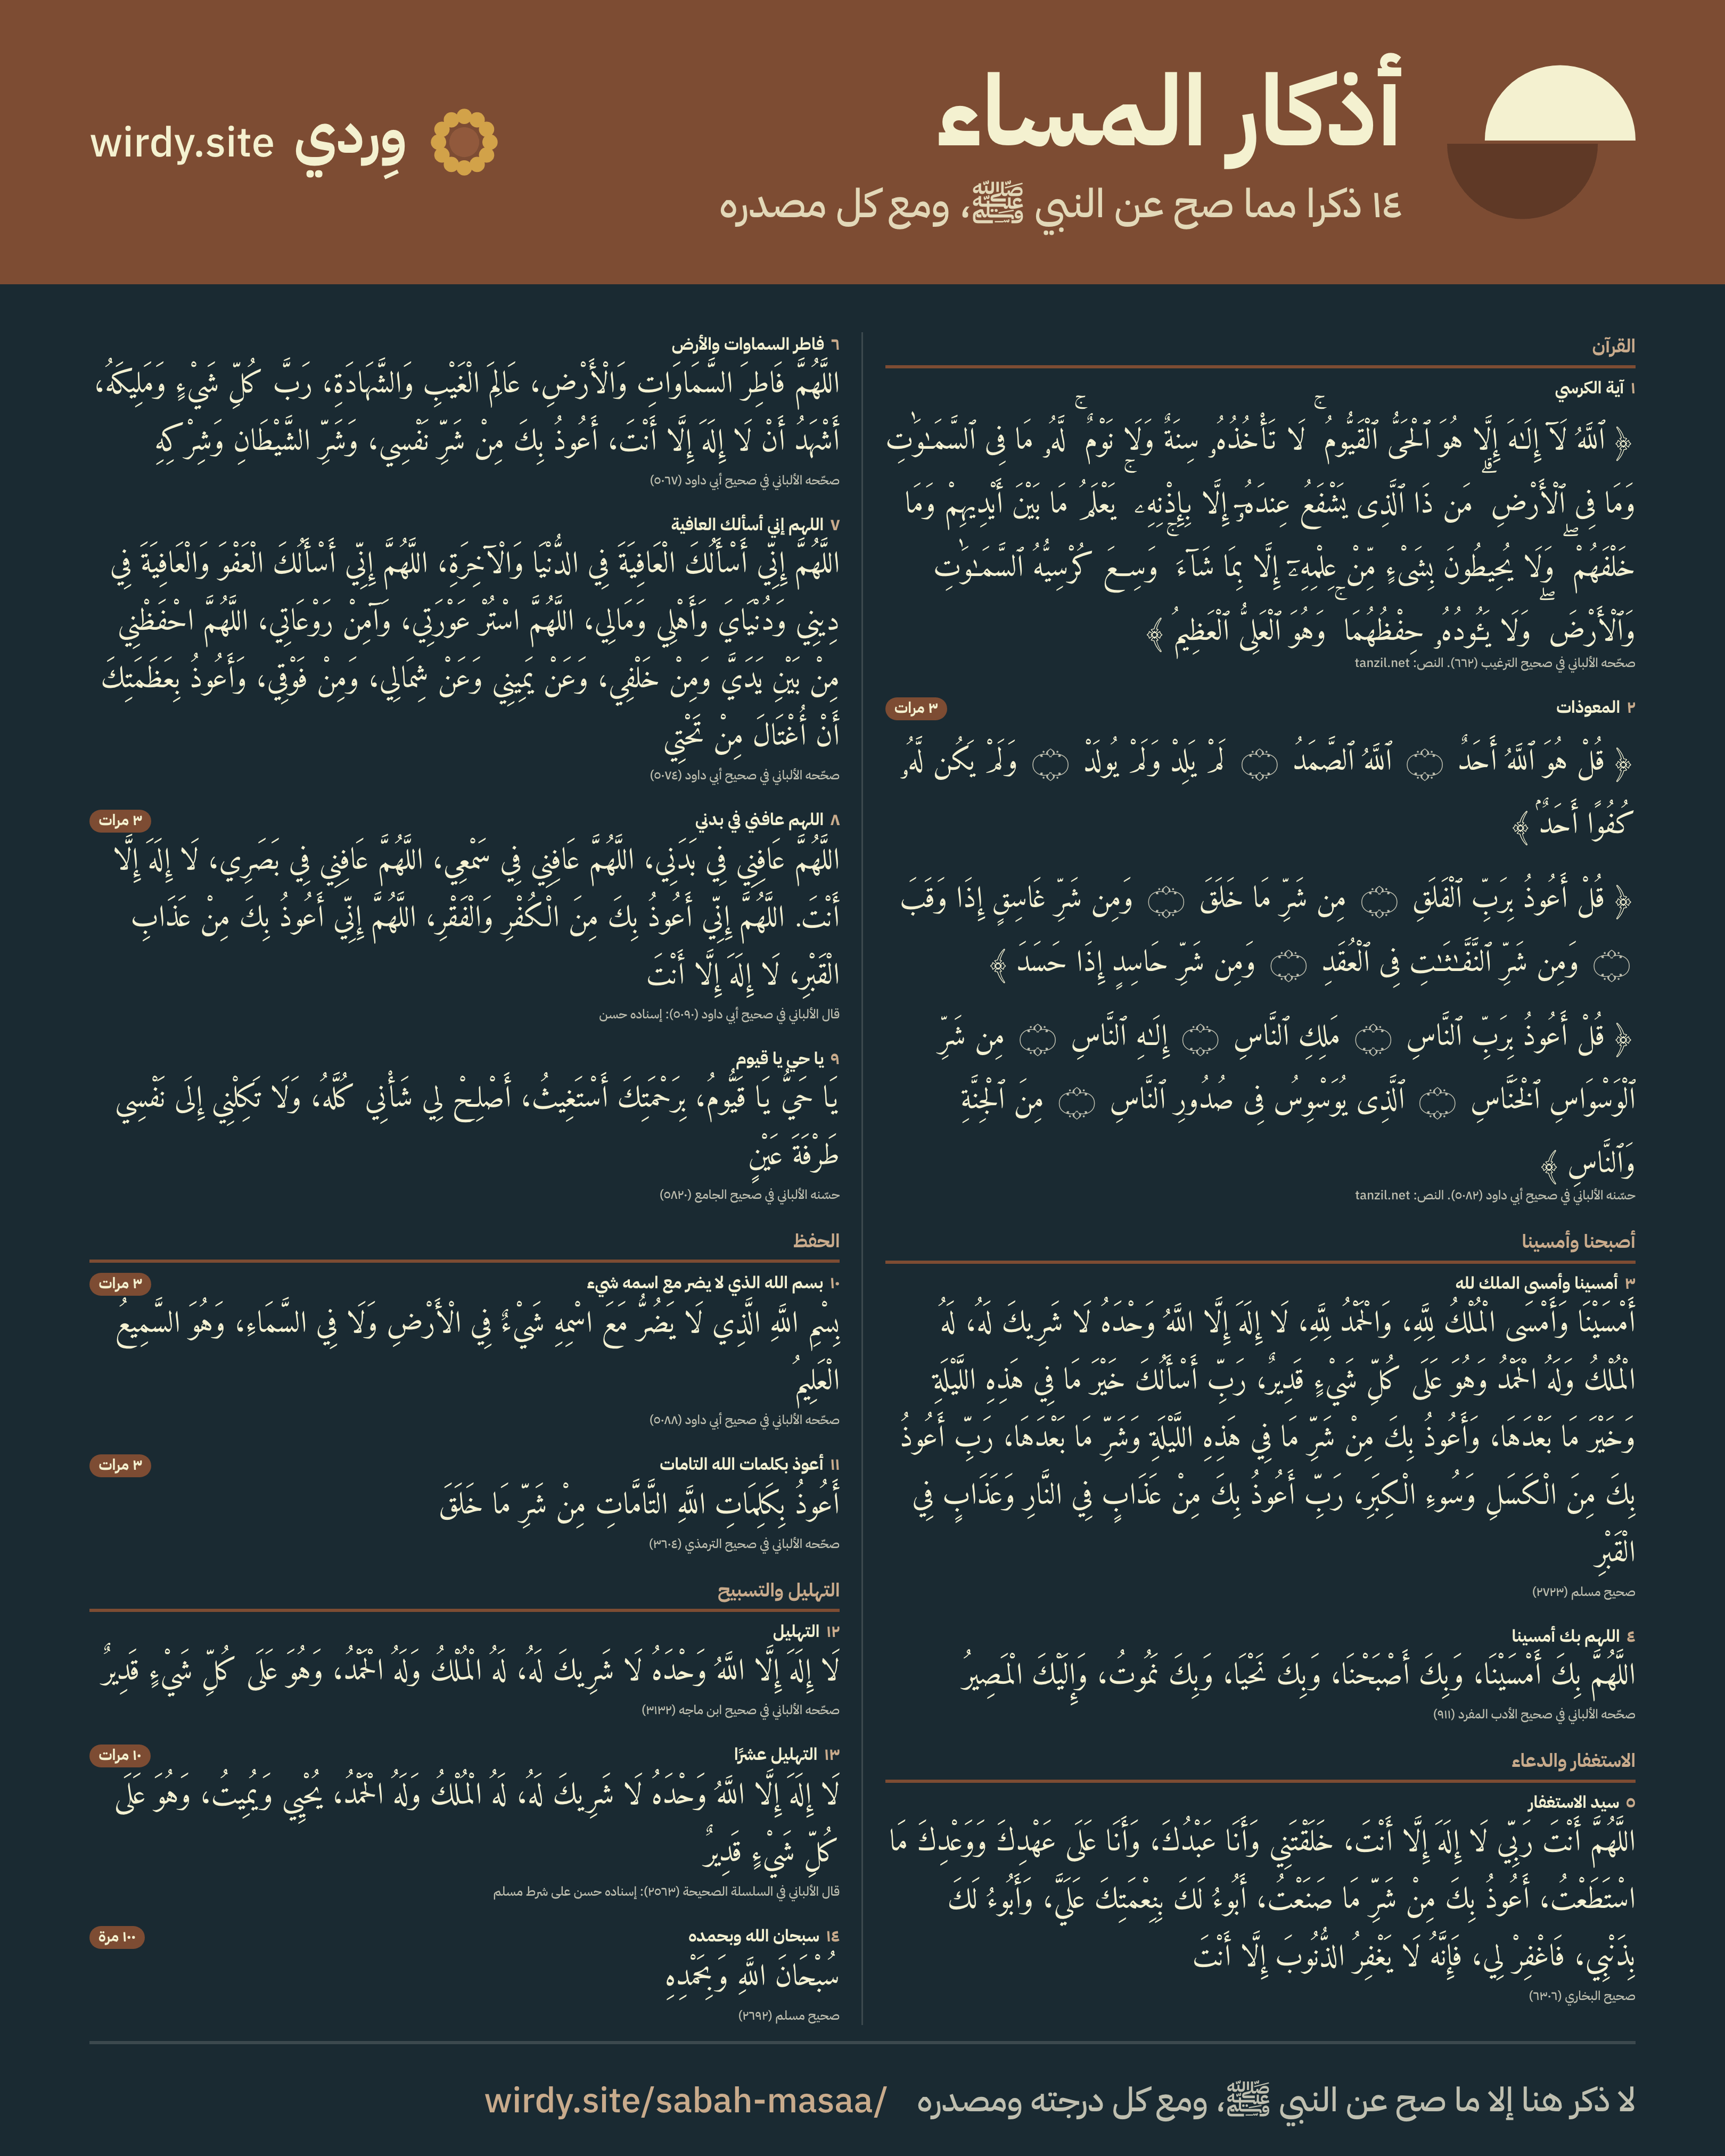 أذكار المساء
١٤ ذكرا مما صح عن النبي ﷺ، ومع كل مصدره
وِردي wirdy.site
القرآن
١ آية الكرسي
﴿ ٱللَّهُ لَآ إِلَـٰهَ إِلَّا هُوَ ٱلْحَىُّ ٱلْقَيُّومُ ۚ لَا تَأْخُذُهُۥ سِنَةٌ وَلَا نَوْمٌ ۚ لَّهُۥ مَا فِى ٱلسَّمَـٰوَٰتِ
وَمَا فِى ٱلْأَرْضِ ۗ مَن ذَا ٱلَّذِى يَشْفَعُ عِندَهُۥٓ إِلَّا بِإِذْنِهِۦ ۚ يَعْلَمُ مَا بَيْنَ أَيْدِيهِمْ وَمَا
خَلْفَهُمْ ۖ وَلَا يُحِيطُونَ بِشَىْءٍ مِّنْ عِلْمِهِۦٓ إِلَّا بِمَا شَآءَ ۚ وَسِعَ كُرْسِيُّهُ ٱلسَّمَـٰوَٰتِ
وَٱلْأَرْضَ ۖ وَلَا يَـُٔودُهُۥ حِفْظُهُمَا ۚ وَهُوَ ٱلْعَلِىُّ ٱلْعَظِيمُ ﴾
صحّحه الألباني في صحيح الترغيب (٦٦٢). النص: tanzil.net
٢ المعوذات
٣ مرات
﴿ قُلْ هُوَ ٱللَّهُ أَحَدٌ ۝ ٱللَّهُ ٱلصَّمَدُ ۝ لَمْ يَلِدْ وَلَمْ يُولَدْ ۝ وَلَمْ يَكُن لَّهُۥ
كُفُوًا أَحَدٌۢ ﴾
﴿ قُلْ أَعُوذُ بِرَبِّ ٱلْفَلَقِ ۝ مِن شَرِّ مَا خَلَقَ ۝ وَمِن شَرِّ غَاسِقٍ إِذَا وَقَبَ
۝ وَمِن شَرِّ ٱلنَّفَّـٰثَـٰتِ فِى ٱلْعُقَدِ ۝ وَمِن شَرِّ حَاسِدٍ إِذَا حَسَدَ ﴾
﴿ قُلْ أَعُوذُ بِرَبِّ ٱلنَّاسِ ۝ مَلِكِ ٱلنَّاسِ ۝ إِلَـٰهِ ٱلنَّاسِ ۝ مِن شَرِّ
ٱلْوَسْوَاسِ ٱلْخَنَّاسِ ۝ ٱلَّذِى يُوَسْوِسُ فِى صُدُورِ ٱلنَّاسِ ۝ مِنَ ٱلْجِنَّةِ
وَٱلنَّاسِ ﴾
حسّنه الألباني في صحيح أبي داود (٥٠٨٢). النص: tanzil.net
أصبحنا وأمسينا
٣ أمسينا وأمسى الملك لله
أَمْسَيْنَا وَأَمْسَى الْمُلْكُ لِلَّهِ، وَالْحَمْدُ لِلَّهِ، لَا إِلَهَ إِلَّا اللَّهُ وَحْدَهُ لَا شَرِيكَ لَهُ، لَهُ
الْمُلْكُ وَلَهُ الْحَمْدُ وَهُوَ عَلَى كُلِّ شَيْءٍ قَدِيرٌ، رَبِّ أَسْأَلُكَ خَيْرَ مَا فِي هَذِهِ اللَّيْلَةِ
وَخَيْرَ مَا بَعْدَهَا، وَأَعُوذُ بِكَ مِنْ شَرِّ مَا فِي هَذِهِ اللَّيْلَةِ وَشَرِّ مَا بَعْدَهَا، رَبِّ أَعُوذُ
بِكَ مِنَ الْكَسَلِ وَسُوءِ الْكِبَرِ، رَبِّ أَعُوذُ بِكَ مِنْ عَذَابٍ فِي النَّارِ وَعَذَابٍ فِي
الْقَبْرِ
صحيح مسلم (٢٧٢٣)
٤ اللهم بك أمسينا
اللَّهُمَّ بِكَ أَمْسَيْنَا، وَبِكَ أَصْبَحْنَا، وَبِكَ نَحْيَا، وَبِكَ نَمُوتُ، وَإِلَيْكَ الْمَصِيرُ
صحّحه الألباني في صحيح الأدب المفرد (٩١١)
الاستغفار والدعاء
٥ سيد الاستغفار
اللَّهُمَّ أَنْتَ رَبِّي لَا إِلَهَ إِلَّا أَنْتَ، خَلَقْتَنِي وَأَنَا عَبْدُكَ، وَأَنَا عَلَى عَهْدِكَ وَوَعْدِكَ مَا
اسْتَطَعْتُ، أَعُوذُ بِكَ مِنْ شَرِّ مَا صَنَعْتُ، أَبُوءُ لَكَ بِنِعْمَتِكَ عَلَيَّ، وَأَبُوءُ لَكَ
بِذَنْبِي، فَاغْفِرْ لِي، فَإِنَّهُ لَا يَغْفِرُ الذُّنُوبَ إِلَّا أَنْتَ
صحيح البخاري (٦٣٠٦)
٦ فاطر السماوات والأرض
اللَّهُمَّ فَاطِرَ السَّمَاوَاتِ وَالْأَرْضِ، عَالِمَ الْغَيْبِ وَالشَّهَادَةِ، رَبَّ كُلِّ شَيْءٍ وَمَلِيكَهُ،
أَشْهَدُ أَنْ لَا إِلَهَ إِلَّا أَنْتَ، أَعُوذُ بِكَ مِنْ شَرِّ نَفْسِي، وَشَرِّ الشَّيْطَانِ وَشِرْكِهِ
صحّحه الألباني في صحيح أبي داود (٥٠٦٧)
٧ اللهم إني أسألك العافية
اللَّهُمَّ إِنِّي أَسْأَلُكَ الْعَافِيَةَ فِي الدُّنْيَا وَالْآخِرَةِ، اللَّهُمَّ إِنِّي أَسْأَلُكَ الْعَفْوَ وَالْعَافِيَةَ فِي
دِينِي وَدُنْيَايَ وَأَهْلِي وَمَالِي، اللَّهُمَّ اسْتُرْ عَوْرَتِي، وَآمِنْ رَوْعَاتِي، اللَّهُمَّ احْفَظْنِي
مِنْ بَيْنِ يَدَيَّ وَمِنْ خَلْفِي، وَعَنْ يَمِينِي وَعَنْ شِمَالِي، وَمِنْ فَوْقِي، وَأَعُوذُ بِعَظَمَتِكَ
أَنْ أُغْتَالَ مِنْ تَحْتِي
صحّحه الألباني في صحيح أبي داود (٥٠٧٤)
٨ اللهم عافني في بدني
٣ مرات
اللَّهُمَّ عَافِنِي فِي بَدَنِي، اللَّهُمَّ عَافِنِي فِي سَمْعِي، اللَّهُمَّ عَافِنِي فِي بَصَرِي، لَا إِلَهَ إِلَّا
أَنْتَ. اللَّهُمَّ إِنِّي أَعُوذُ بِكَ مِنَ الْكُفْرِ وَالْفَقْرِ، اللَّهُمَّ إِنِّي أَعُوذُ بِكَ مِنْ عَذَابِ
الْقَبْرِ، لَا إِلَهَ إِلَّا أَنْتَ
قال الألباني في صحيح أبي داود (٥٠٩٠): إسناده حسن
٩ يا حي يا قيوم
يَا حَيُّ يَا قَيُّومُ، بِرَحْمَتِكَ أَسْتَغِيثُ، أَصْلِحْ لِي شَأْنِي كُلَّهُ، وَلَا تَكِلْنِي إِلَى نَفْسِي
طَرْفَةَ عَيْنٍ
حسّنه الألباني في صحيح الجامع (٥٨٢٠)
الحفظ
١٠ بسم الله الذي لا يضر مع اسمه شيء
٣ مرات
بِسْمِ اللَّهِ الَّذِي لَا يَضُرُّ مَعَ اسْمِهِ شَيْءٌ فِي الْأَرْضِ وَلَا فِي السَّمَاءِ، وَهُوَ السَّمِيعُ
الْعَلِيمُ
صحّحه الألباني في صحيح أبي داود (٥٠٨٨)
١١ أعوذ بكلمات الله التامات
٣ مرات
أَعُوذُ بِكَلِمَاتِ اللَّهِ التَّامَّاتِ مِنْ شَرِّ مَا خَلَقَ
صحّحه الألباني في صحيح الترمذي (٣٦٠٤)
التهليل والتسبيح
١٢ التهليل
لَا إِلَهَ إِلَّا اللَّهُ وَحْدَهُ لَا شَرِيكَ لَهُ، لَهُ الْمُلْكُ وَلَهُ الْحَمْدُ، وَهُوَ عَلَى كُلِّ شَيْءٍ قَدِيرٌ
صحّحه الألباني في صحيح ابن ماجه (٣١٣٢)
١٣ التهليل عشرًا
١٠ مرات
لَا إِلَهَ إِلَّا اللَّهُ وَحْدَهُ لَا شَرِيكَ لَهُ، لَهُ الْمُلْكُ وَلَهُ الْحَمْدُ، يُحْيِي وَيُمِيتُ، وَهُوَ عَلَى
كُلِّ شَيْءٍ قَدِيرٌ
قال الألباني في السلسلة الصحيحة (٢٥٦٣): إسناده حسن على شرط مسلم
١٤ سبحان الله وبحمده
١٠٠ مرة
سُبْحَانَ اللَّهِ وَبِحَمْدِهِ
صحيح مسلم (٢٦٩٢)
لا ذكر هنا إلا ما صح عن النبي ﷺ، ومع كل درجته ومصدره wirdy.site/sabah-masaa/